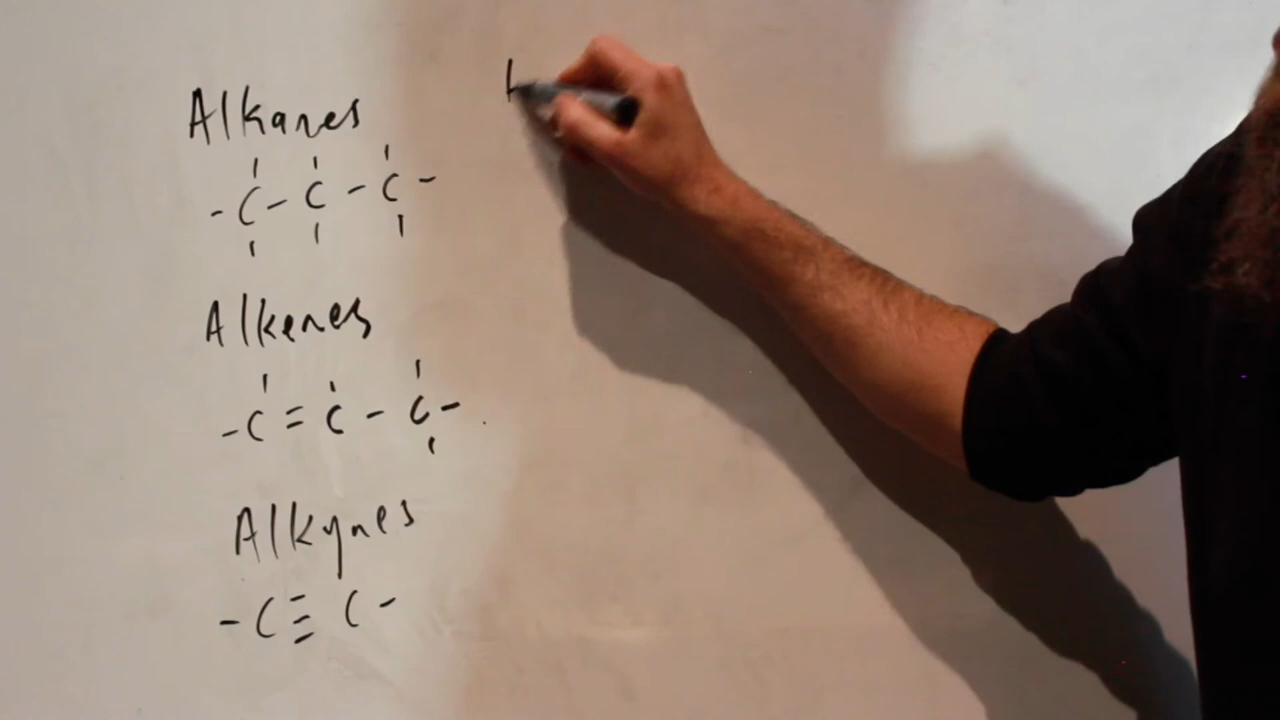 Alkanes
- C - C - C -
Alkenes
- C = C - C -
Alkynes
- C ≡ C -